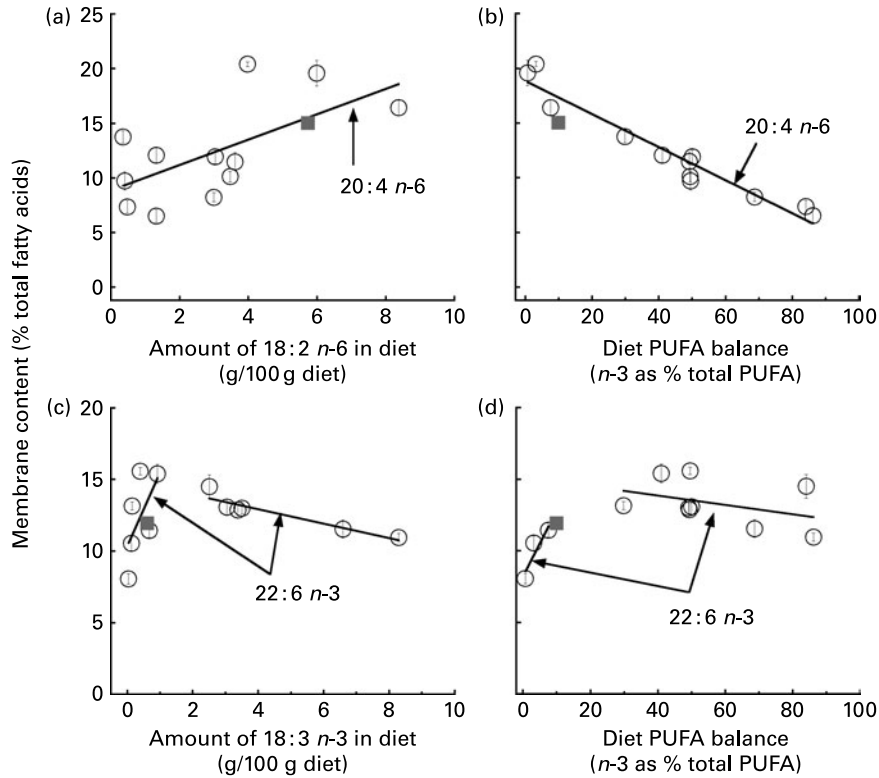 Membrane content (% total fatty acids)
(a)
25
20
15
10
5
0
20:4 n-6
0 2 4 6 8 10
Amount of 18:2 n-6 in diet
(g/100 g diet)
(b)
20:4 n-6
0 20 40 60 80 100
Diet PUFA balance
(n-3 as % total PUFA)
(c)
20
15
10
5
0
22:6 n-3
0 2 4 6 8 10
Amount of 18:3 n-3 in diet
(g/100 g diet)
(d)
22:6 n-3
0 20 40 60 80 100
Diet PUFA balance
(n-3 as % total PUFA)